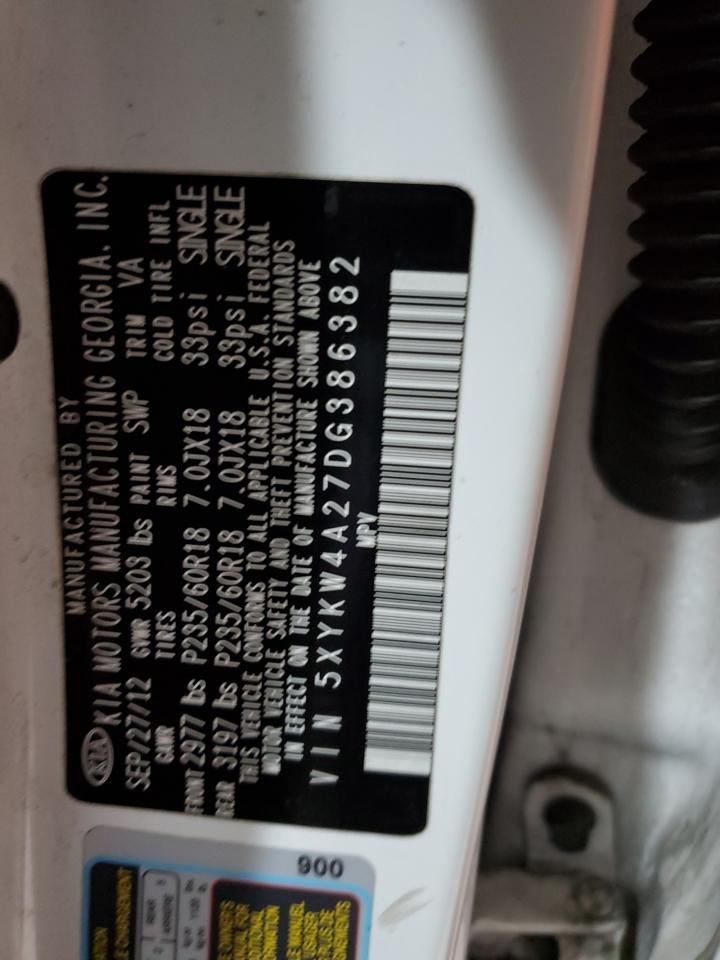 MANUFACTURED BY
KIA KIA MOTORS MANUFACTURING GEORGIA, INC.
SEP/27/12 GVWR 5203 lbs PAINT SWP TRIM VA
GAWR TIRES RIMS COLD TIRE INFL
FRONT 2977 lbs P235/60R18 7.0JX18 33psi SINGLE
REAR 3197 lbs P235/60R18 7.0JX18 33psi SINGLE
THIS VEHICLE CONFORMS TO ALL APPLICABLE U.S.A. FEDERAL
MOTOR VEHICLE SAFETY AND THEFT PREVENTION STANDARDS
IN EFFECT ON THE DATE OF MANUFACTURE SHOWN ABOVE
VIN 5XYKW4A27DG386382
MPV
900